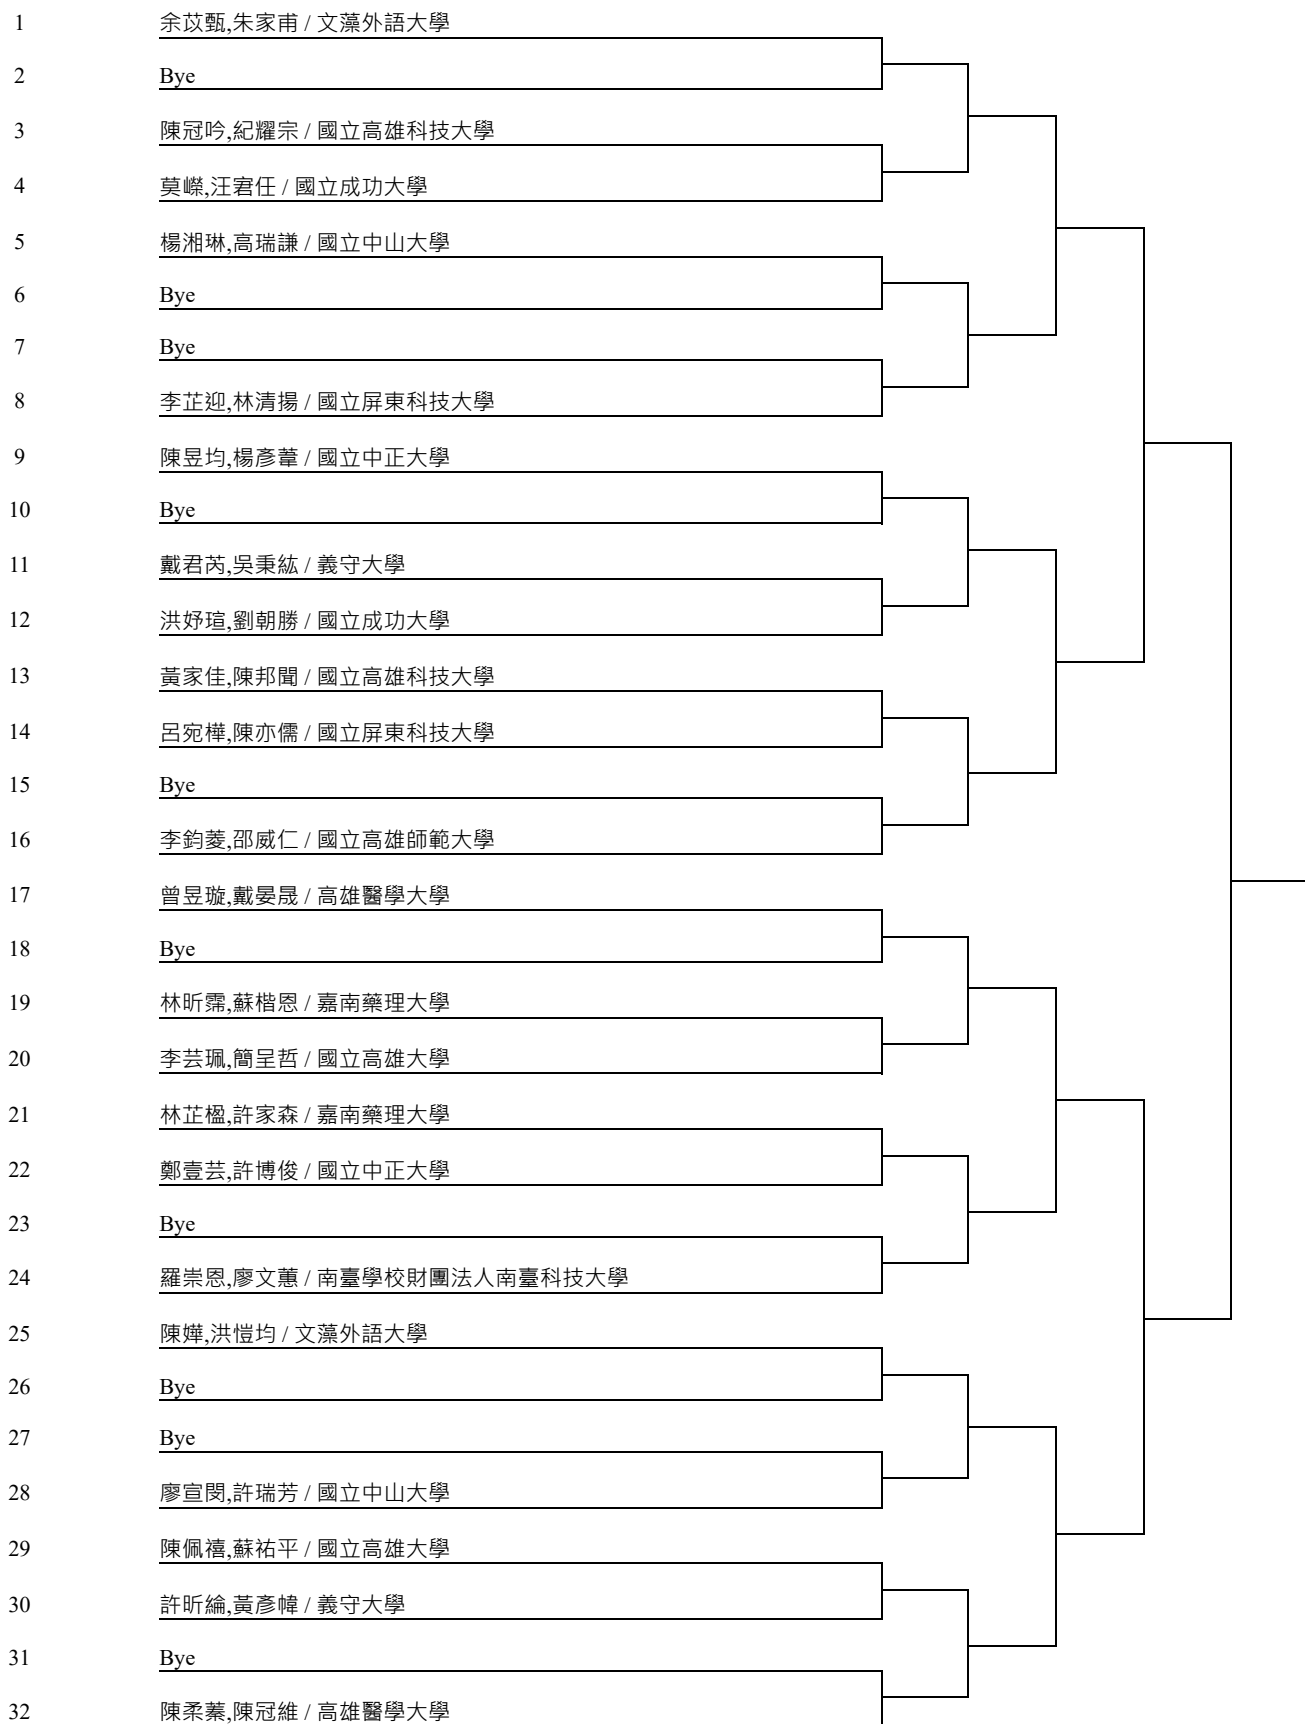 1 余苡甄,朱家甫 / 文藻外語大學
2 Bye
3 陳冠吟,紀耀宗 / 國立高雄科技大學
4 莫嶸,汪宭任 / 國立成功大學
5 楊湘琳,高瑞謙 / 國立中山大學
6 Bye
7 Bye
8 李芷迎,林清揚 / 國立屏東科技大學
9 陳昱均,楊彥葦 / 國立中正大學
10 Bye
11 戴君芮,吳秉紘 / 義守大學
12 洪妤瑄,劉朝勝 / 國立成功大學
13 黃家佳,陳邦聞 / 國立高雄科技大學
14 呂宛樺,陳亦儒 / 國立屏東科技大學
15 Bye
16 李鈞菱,邵威仁 / 國立高雄師範大學
17 曾昱璇,戴晏晟 / 高雄醫學大學
18 Bye
19 林昕霈,蘇楷恩 / 嘉南藥理大學
20 李芸珮,簡呈哲 / 國立高雄大學
21 林芷楹,許家森 / 嘉南藥理大學
22 鄭壹芸,許博俊 / 國立中正大學
23 Bye
24 羅崇恩,廖文蕙 / 南臺學校財團法人南臺科技大學
25 陳嬅,洪愷均 / 文藻外語大學
26 Bye
27 Bye
28 廖宣閔,許瑞芳 / 國立中山大學
29 陳佩禧,蘇祐平 / 國立高雄大學
30 許昕綸,黃彥幃 / 義守大學
31 Bye
32 陳柔蓁,陳冠維 / 高雄醫學大學